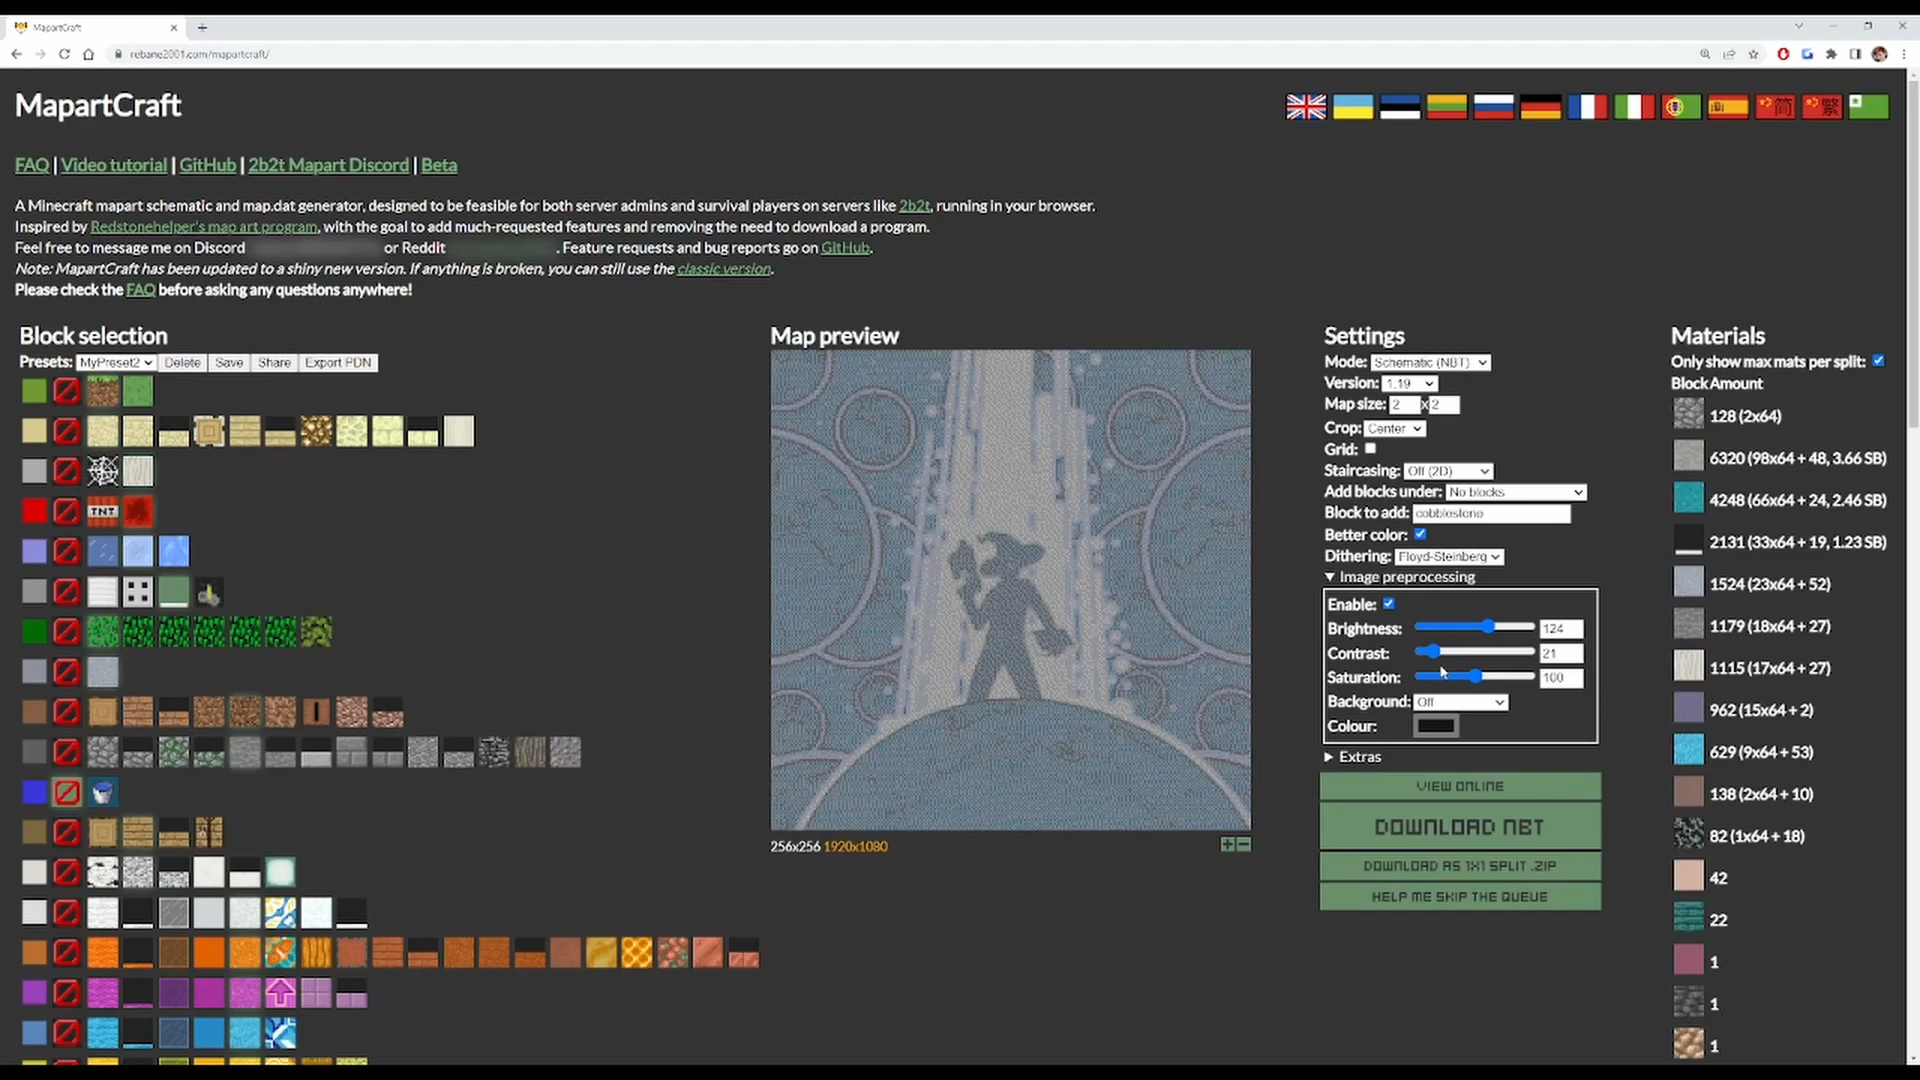 MapartCraft
rebane2001.com/mapartcraft/
MapartCraft
FAQ | Video tutorial | GitHub | 2b2t Mapart Discord | Beta
A Minecraft mapart schematic and map.dat generator, designed to be feasible for both server admins and survival players on servers like 2b2t, running in your browser.
Inspired by Redstonehelper's map art program, with the goal to add much-requested features and removing the need to download a program.
Feel free to message me on Discord or Reddit . Feature requests and bug reports go on GitHub.
Note: MapartCraft has been updated to a shiny new version. If anything is broken, you can still use the classic version.
Please check the FAQ before asking any questions anywhere!
Block selection
Presets: MyPreset2 Delete Save Share Export PDN
TNT
Map preview
256x256 1920x1080
Settings
Mode: Schematic (NBT)
Version: 1.19
Map size: 2 x 2
Crop: Center
Grid:
Staircasing: Off (2D)
Add blocks under: No blocks
Block to add: cobblestone
Better color:
Dithering: Floyd-Steinberg
Image preprocessing
Enable:
Brightness: 124
Contrast: 21
Saturation: 100
Background: Off
Colour:
Extras
VIEW ONLINE
DOWNLOAD NBT
DOWNLOAD AS 1X1 SPLIT .ZIP
HELP ME SKIP THE QUEUE
Materials
Only show max mats per split:
Block Amount
128 (2x64)
6320 (98x64 + 48, 3.66 SB)
4248 (66x64 + 24, 2.46 SB)
2131 (33x64 + 19, 1.23 SB)
1524 (23x64 + 52)
1179 (18x64 + 27)
1115 (17x64 + 27)
962 (15x64 + 2)
629 (9x64 + 53)
138 (2x64 + 10)
82 (1x64 + 18)
42
22
1
1
1